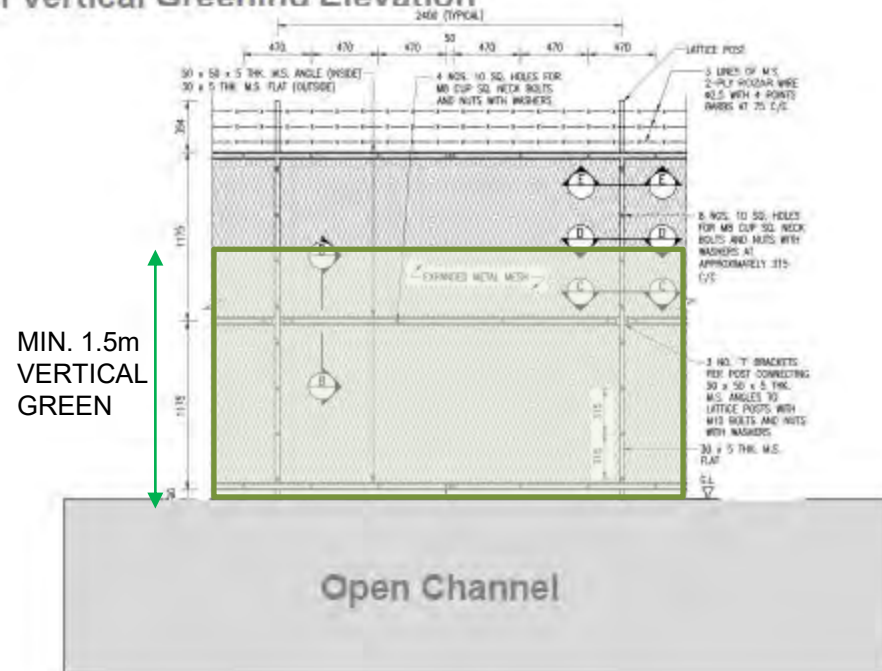 Vertical Greening Elevation
2400 (TYPICAL)
470 470 470 50 470 470 470
LATTICE POST
50 x 50 x 5 THK. M.S. ANGLE (INSIDE)
30 x 5 THK. M.S. FLAT (OUTSIDE)
4 NOS. 10 SQ. HOLES FOR
M8 CUP SQ. NECK BOLTS
AND NUTS WITH WASHERS
3 LINES OF M.S.
2-PLY ROZAR WIRE
Ø2.5 WITH 4 POINTS
BARBS AT 75 C/C
354
E E
1175
8 NOS. 10 SQ. HOLES
FOR M8 CUP SQ. NECK
BOLTS AND NUTS WITH
WASHERS AT
APPROXIMATELY 315
C/C
D D
EXPANDED METAL MESH
C C
MIN. 1.5m
VERTICAL
GREEN
1175
B
3 NO. 'T' BRACKETS
PER POST CONNECTING
50 x 50 x 5 THK.
M.S. ANGLES TO
LATTICE POSTS WITH
M10 BOLTS AND NUTS
WITH WASHERS
315
315
30 x 5 THK. M.S.
FLAT
50
G.L.
Open Channel